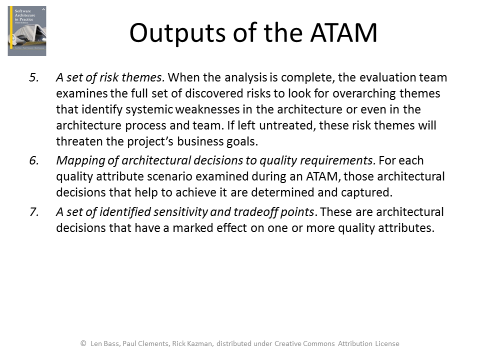 Software
Architecture
in Practice
Outputs of the ATAM
5. A set of risk themes. When the analysis is complete, the evaluation team
examines the full set of discovered risks to look for overarching themes
that identify systemic weaknesses in the architecture or even in the
architecture process and team. If left untreated, these risk themes will
threaten the project’s business goals.
6. Mapping of architectural decisions to quality requirements. For each
quality attribute scenario examined during an ATAM, those architectural
decisions that help to achieve it are determined and captured.
7. A set of identified sensitivity and tradeoff points. These are architectural
decisions that have a marked effect on one or more quality attributes.
© Len Bass, Paul Clements, Rick Kazman, distributed under Creative Commons Attribution License